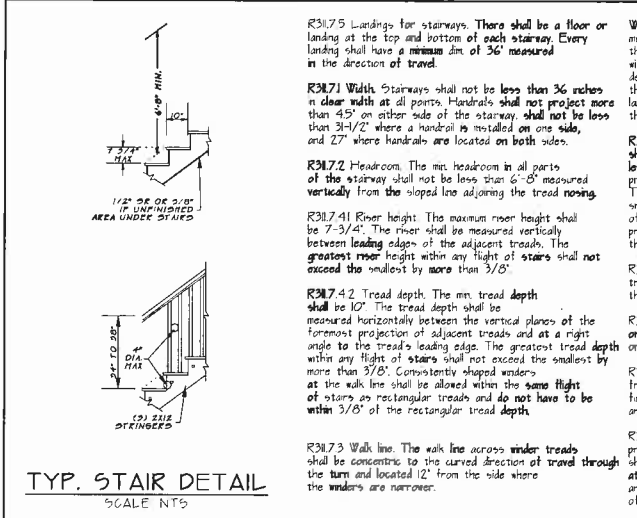 6'-8" MIN.
10"
7 3/4"
MAX
1/2" GR OR 5/8"
IF UNFINISHED
AREA UNDER STAIRS
4"
DIA.
MAX
(3) 2X12
STRINGERS
TYP. STAIR DETAIL
SCALE NTS
R311.7.5 Landings for stairways. There shall be a floor or
landing at the top and bottom of each stairway. Every
landing shall have a minimum dim. of 36" measured
in the direction of travel.
R311.7.1 Width. Stairways shall not be less than 36 inches
in clear width at all points. Handrails shall not project more
than 4.5" on either side of the stairway. shall not be less
than 31-1/2" where a handrail is installed on one side,
and 27" where handrails are located on both sides.
R311.7.2 Headroom. The min. headroom in all parts
of the stairway shall not be less than 6'-8" measured
vertically from the sloped line adjoining the tread nosing.
R311.7.4.1 Riser height. The maximum riser height shall
be 7-3/4". The riser shall be measured vertically
between leading edges of the adjacent treads. The
greatest riser height within any flight of stairs shall not
exceed the smallest by more than 3/8".
R311.7.4.2 Tread depth. The min. tread depth
shall be 10". The tread depth shall be
measured horizontally between the vertical planes of the
foremost projection of adjacent treads and at a right
angle to the tread's leading edge. The greatest tread depth
within any flight of stairs shall not exceed the smallest by
more than 3/8". Consistently shaped winders
at the walk line shall be allowed within the same flight
of stairs as rectangular treads and do not have to be
within 3/8" of the rectangular tread depth.
R311.7.3 Walk line. The walk line across winder treads
shall be concentric to the curved direction of travel through
the turn and located 12" from the side where
the winders are narrower.